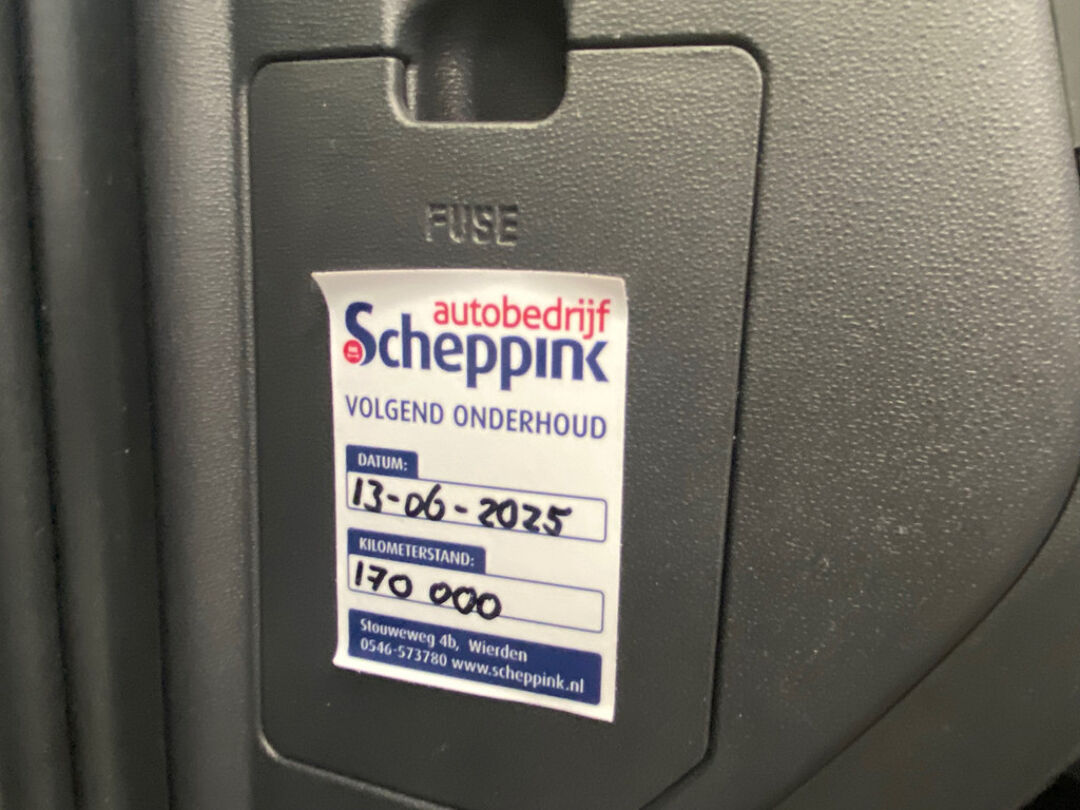 FUSE
autobedrijf
Scheppink
VOLGEND ONDERHOUD
DATUM:
13-06-2025
KILOMETERSTAND:
170 000
Stouweweg 4b, Wierden
0546-573780 www.scheppink.nl